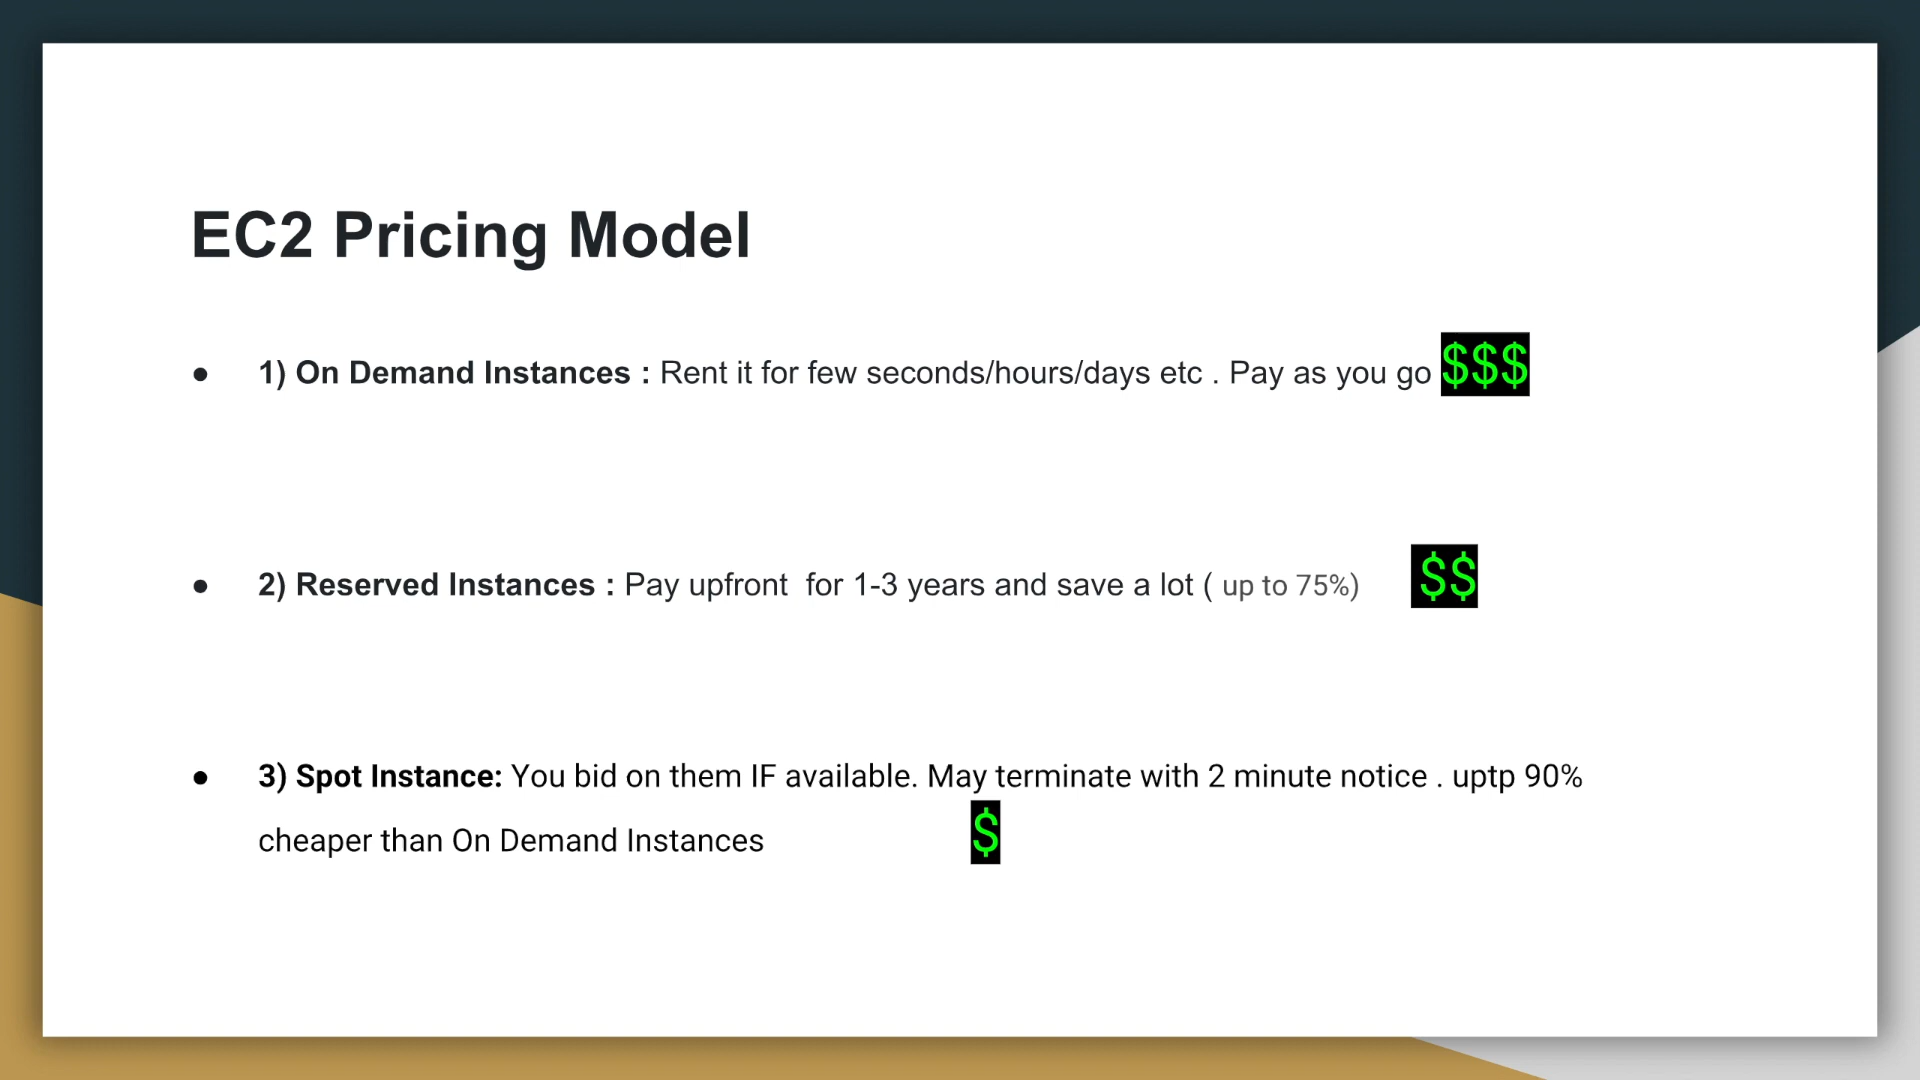 EC2 Pricing Model
● 1) On Demand Instances : Rent it for few seconds/hours/days etc . Pay as you go $$$
● 2) Reserved Instances : Pay upfront  for 1-3 years and save a lot ( up to 75%) $$
● 3) Spot Instance: You bid on them IF available. May terminate with 2 minute notice . uptp 90%
cheaper than On Demand Instances $